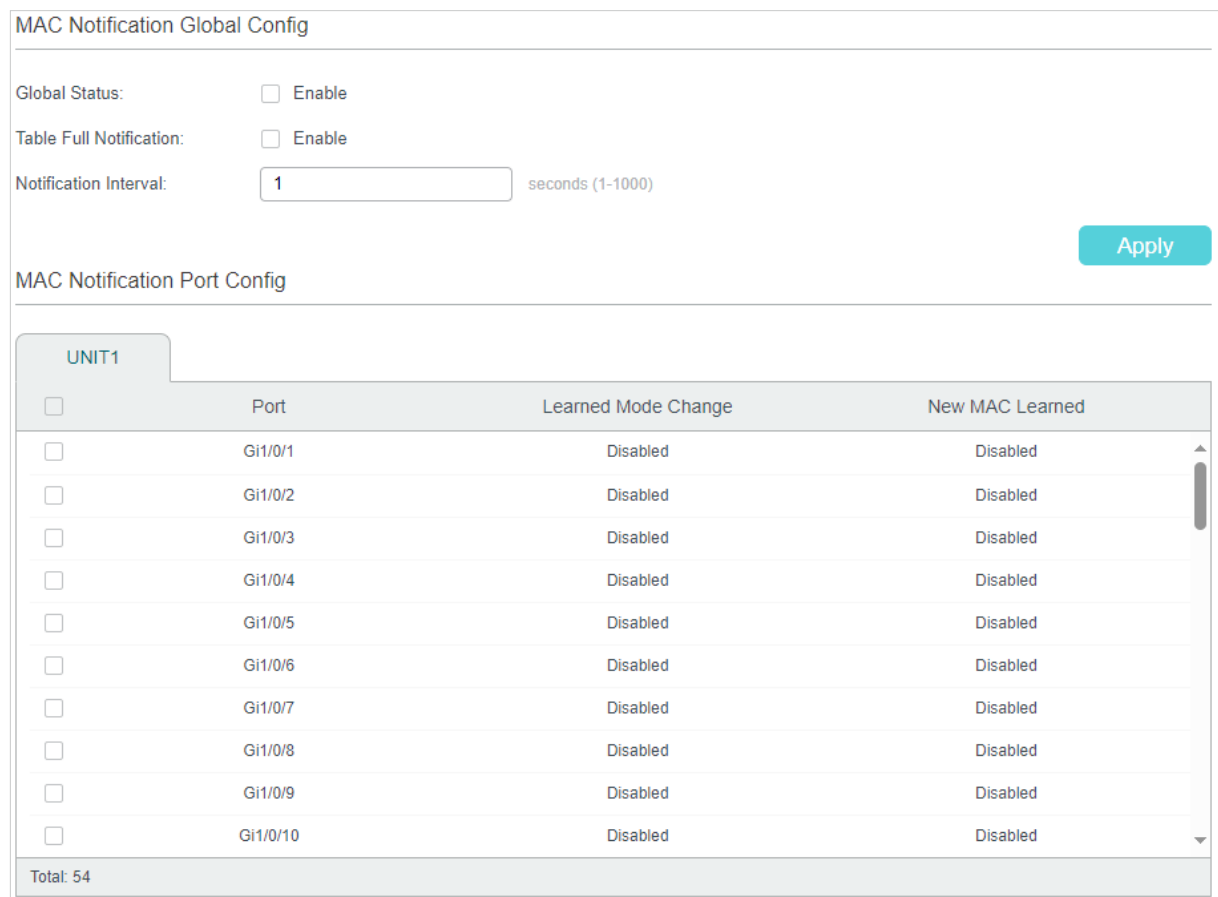 MAC Notification Global Config
Global Status: Enable
Table Full Notification: Enable
Notification Interval: 1 seconds (1-1000)
Apply
MAC Notification Port Config
UNIT1
Port Learned Mode Change New MAC Learned
Gi1/0/1 Disabled Disabled
Gi1/0/2 Disabled Disabled
Gi1/0/3 Disabled Disabled
Gi1/0/4 Disabled Disabled
Gi1/0/5 Disabled Disabled
Gi1/0/6 Disabled Disabled
Gi1/0/7 Disabled Disabled
Gi1/0/8 Disabled Disabled
Gi1/0/9 Disabled Disabled
Gi1/0/10 Disabled Disabled
Total: 54